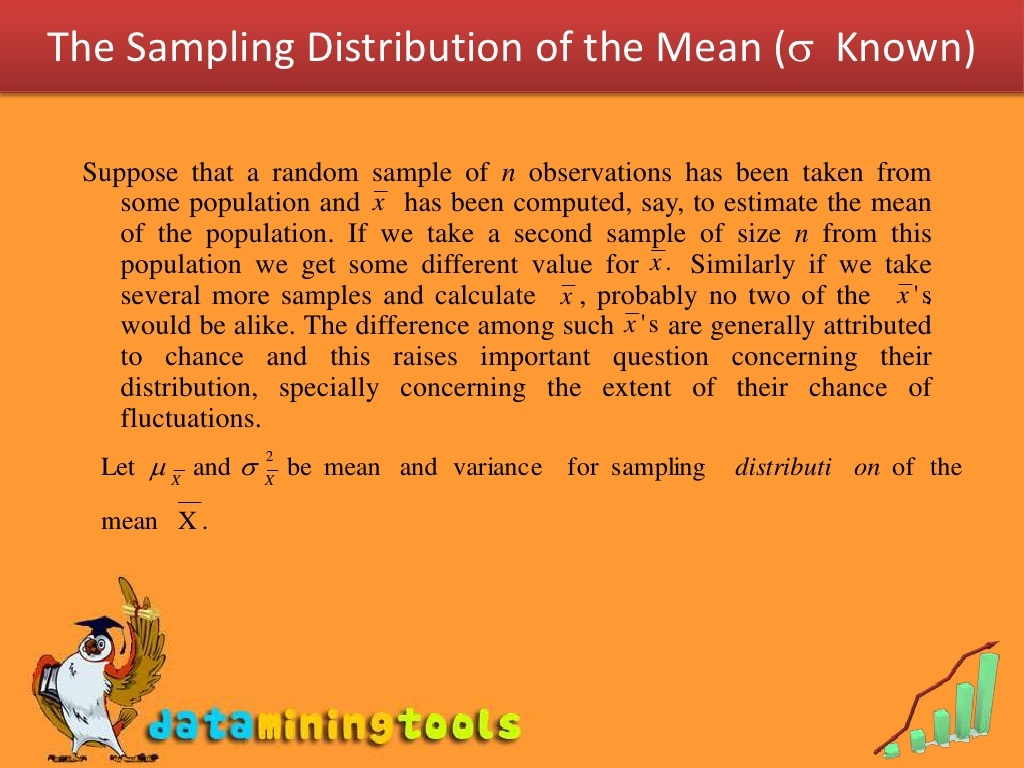 The Sampling Distribution of the Mean (σ Known)
Suppose that a random sample of n observations has been taken from
some population and x̅ has been computed, say, to estimate the mean
of the population. If we take a second sample of size n from this
population we get some different value for x̅. Similarly if we take
several more samples and calculate x̅, probably no two of the x̅'s
would be alike. The difference among such x̅'s are generally attributed
to chance and this raises important question concerning their
distribution, specially concerning the extent of their chance of
fluctuations.
Let μ_X̅ and σ²_X̅ be mean and variance for sampling distributi on of the
mean X̅.
dataminingtools